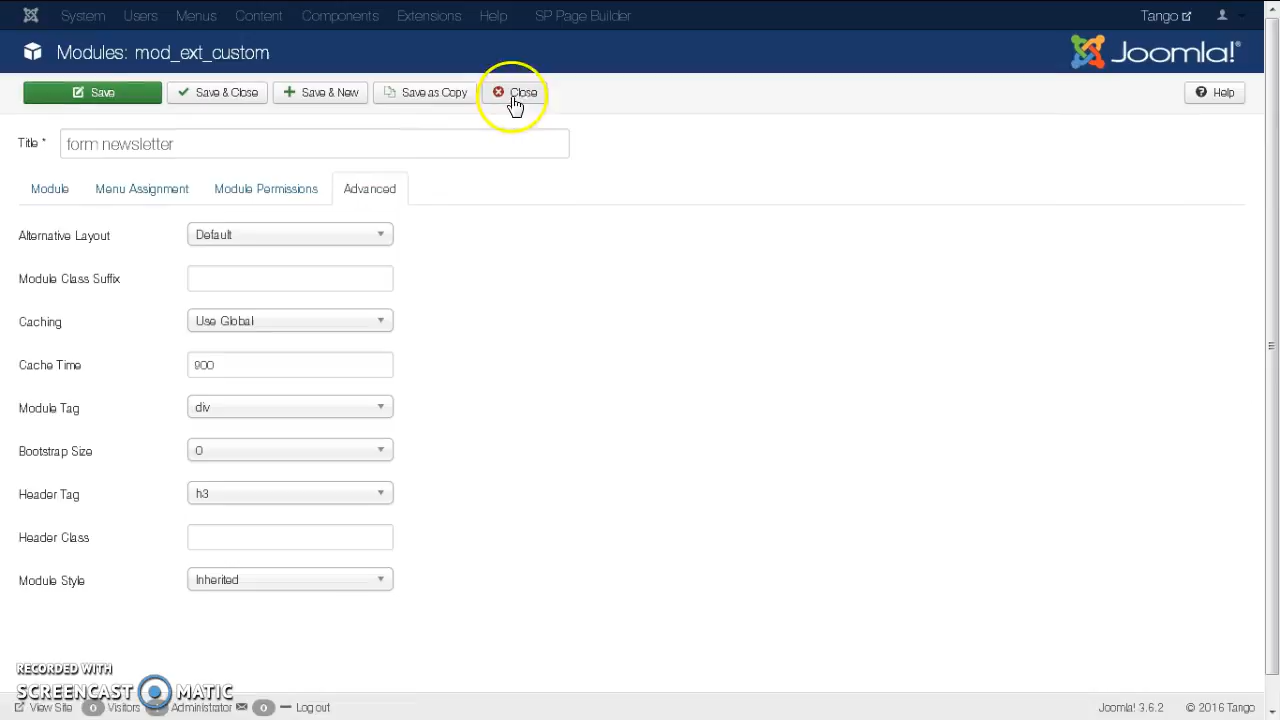 System Users Menus Content Components Extensions Help SP Page Builder Tango
Modules: mod_ext_custom Joomla!®
Save Save & Close Save & New Save as Copy Close Help
Title * form newsletter
Module Menu Assignment Module Permissions Advanced
Alternative Layout Default
Module Class Suffix
Caching Use Global
Cache Time 900
Module Tag div
Bootstrap Size 0
Header Tag h3
Header Class
Module Style Inherited
RECORDED WITH
SCREENCAST MATIC
View Site 0 Visitors Administrator 0 Log out Joomla! 3.6.2 © 2016 Tango